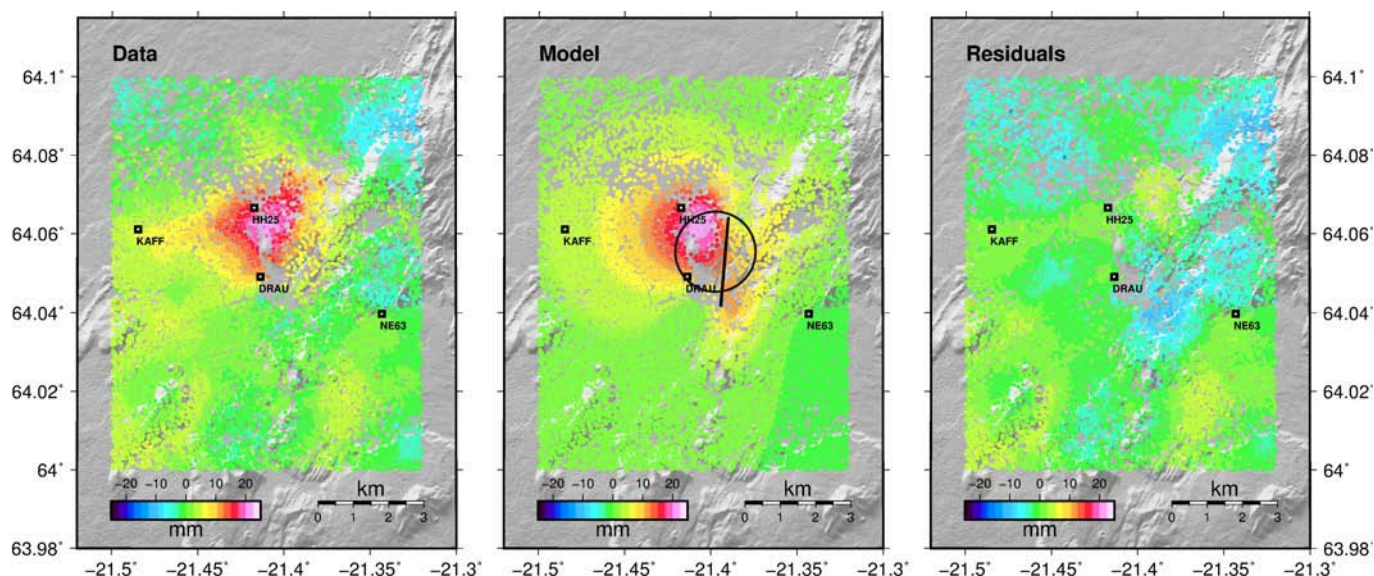 Data
Model
Residuals
64.1°
64.08°
64.06°
64.04°
64.02°
64°
63.98°
HH25
KAFF
DRAU
NE63
HH25
KAFF
DRAU
NE63
HH25
KAFF
DRAU
NE63
64.1°
64.08°
64.06°
64.04°
64.02°
64°
63.98°
−20 −10 0 10 20
mm
km
0 1 2 3
−20 −10 0 10 20
mm
km
0 1 2 3
−20 −10 0 10 20
mm
km
0 1 2 3
−21.5° −21.45° −21.4° −21.35° −21.3°
−21.5° −21.45° −21.4° −21.35° −21.3°
−21.5° −21.45° −21.4° −21.35° −21.3°